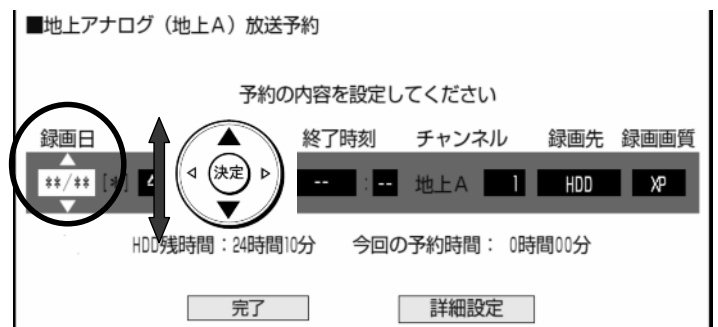 ■地上アナログ（地上A）放送予約
予約の内容を設定してください
録画日 終了時刻 チャンネル 録画先 録画画質
**/** [*] -- : -- 地上A 1 HDD XP
決定
HDD残時間：24時間10分 今回の予約時間： 0時間00分
完了 詳細設定